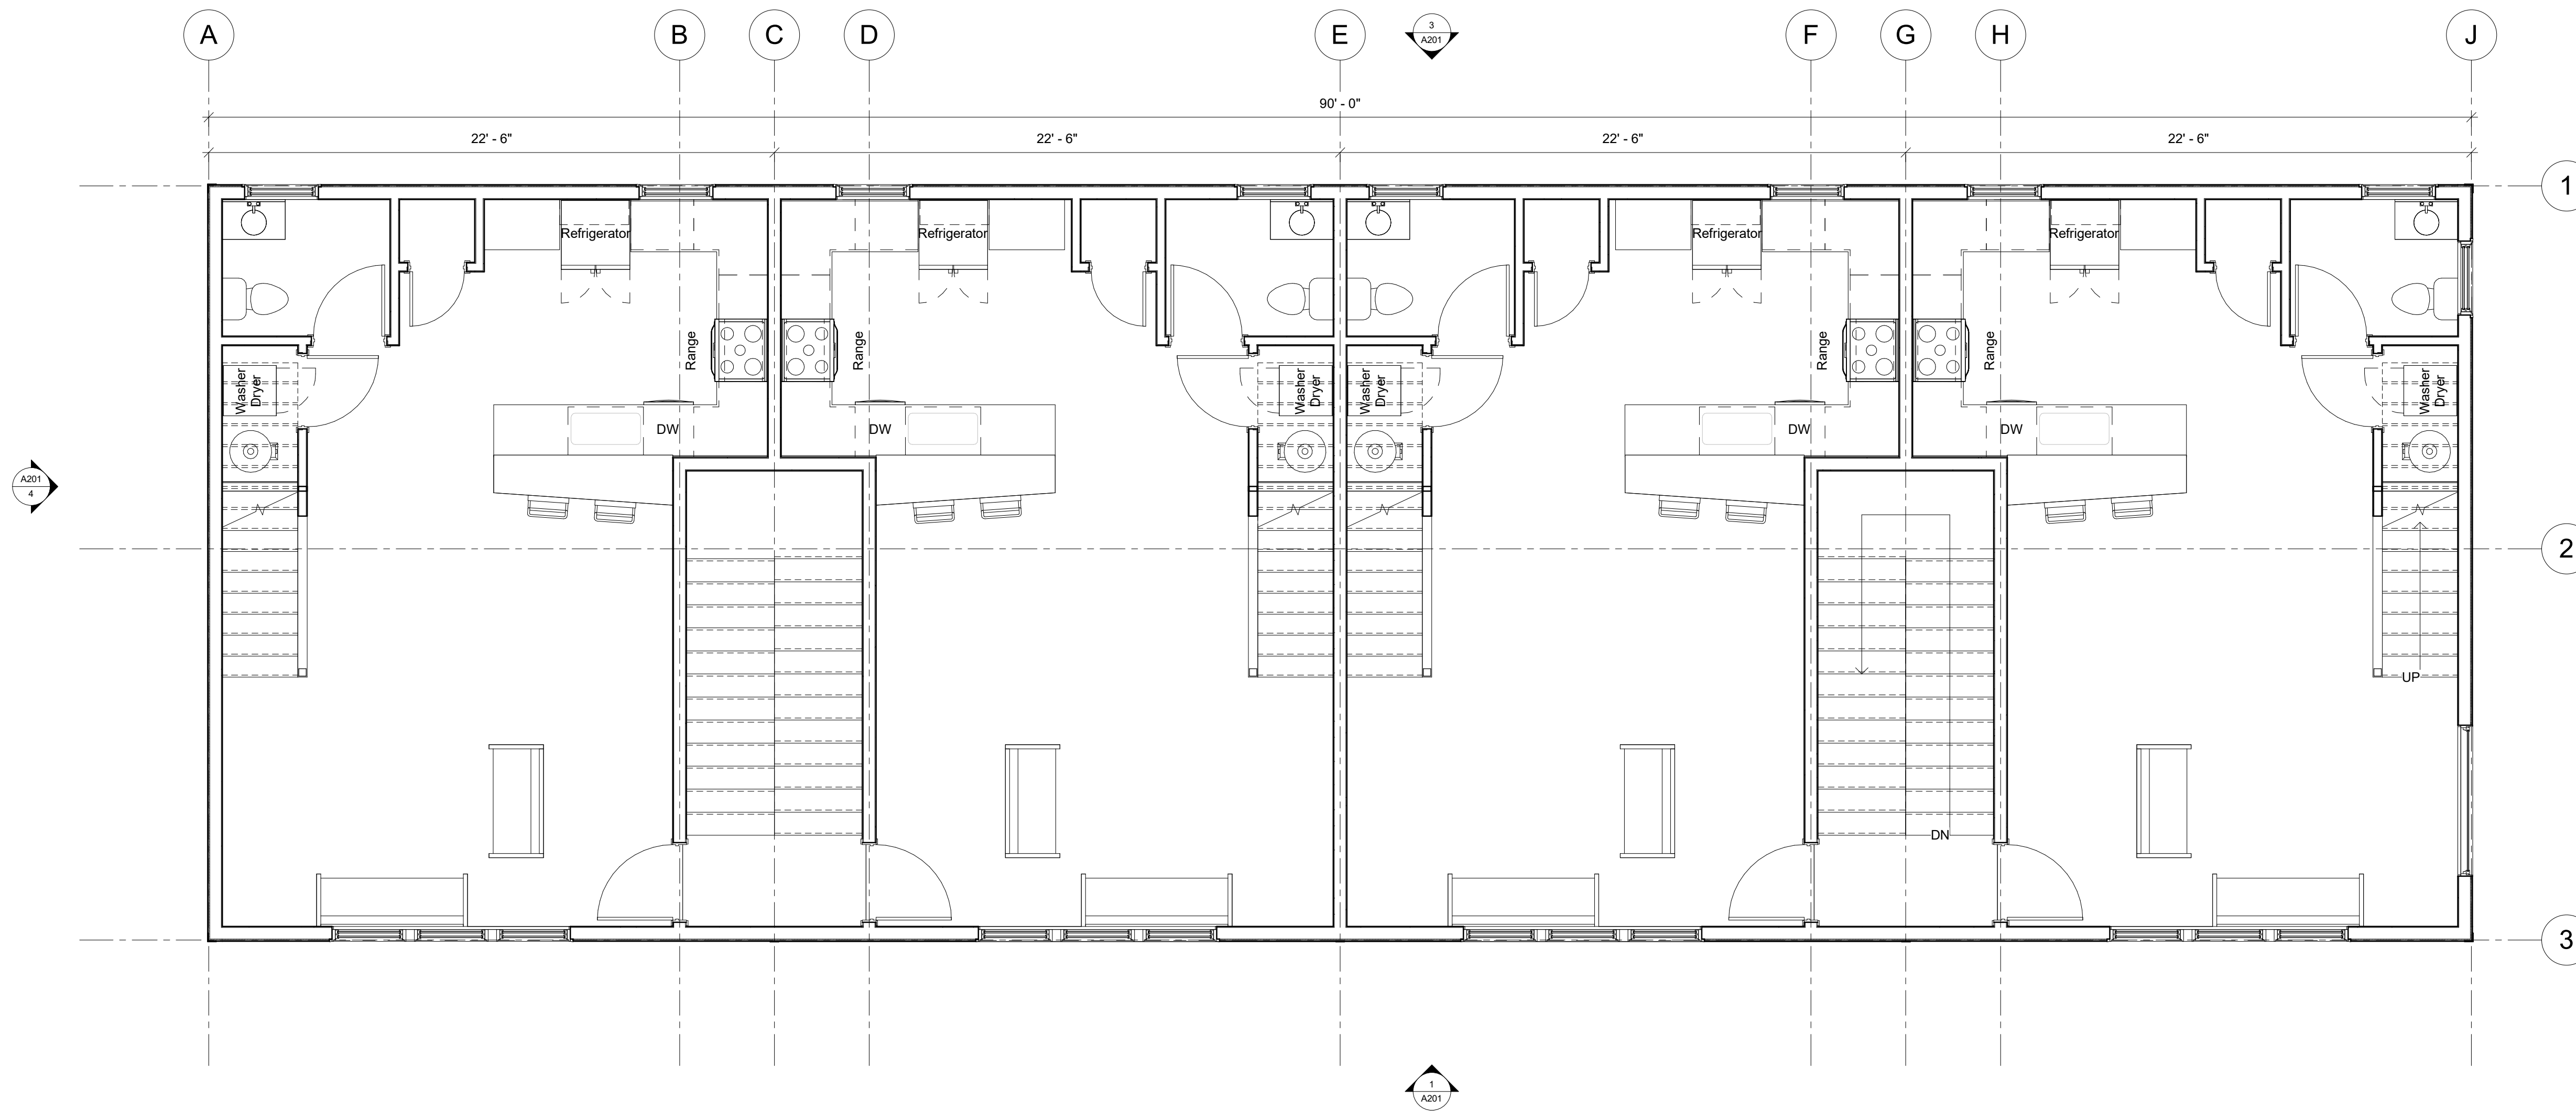 A B C D E F G H J
3
A201
90' - 0"
22' - 6" 22' - 6" 22' - 6" 22' - 6"
1
Refrigerator Refrigerator Refrigerator Refrigerator
Range Range Range Range
Washer
Dryer
Washer
Dryer
Washer
Dryer
Washer
Dryer
DW DW DW DW
A201
4
2
UP
DN
3
1
A201